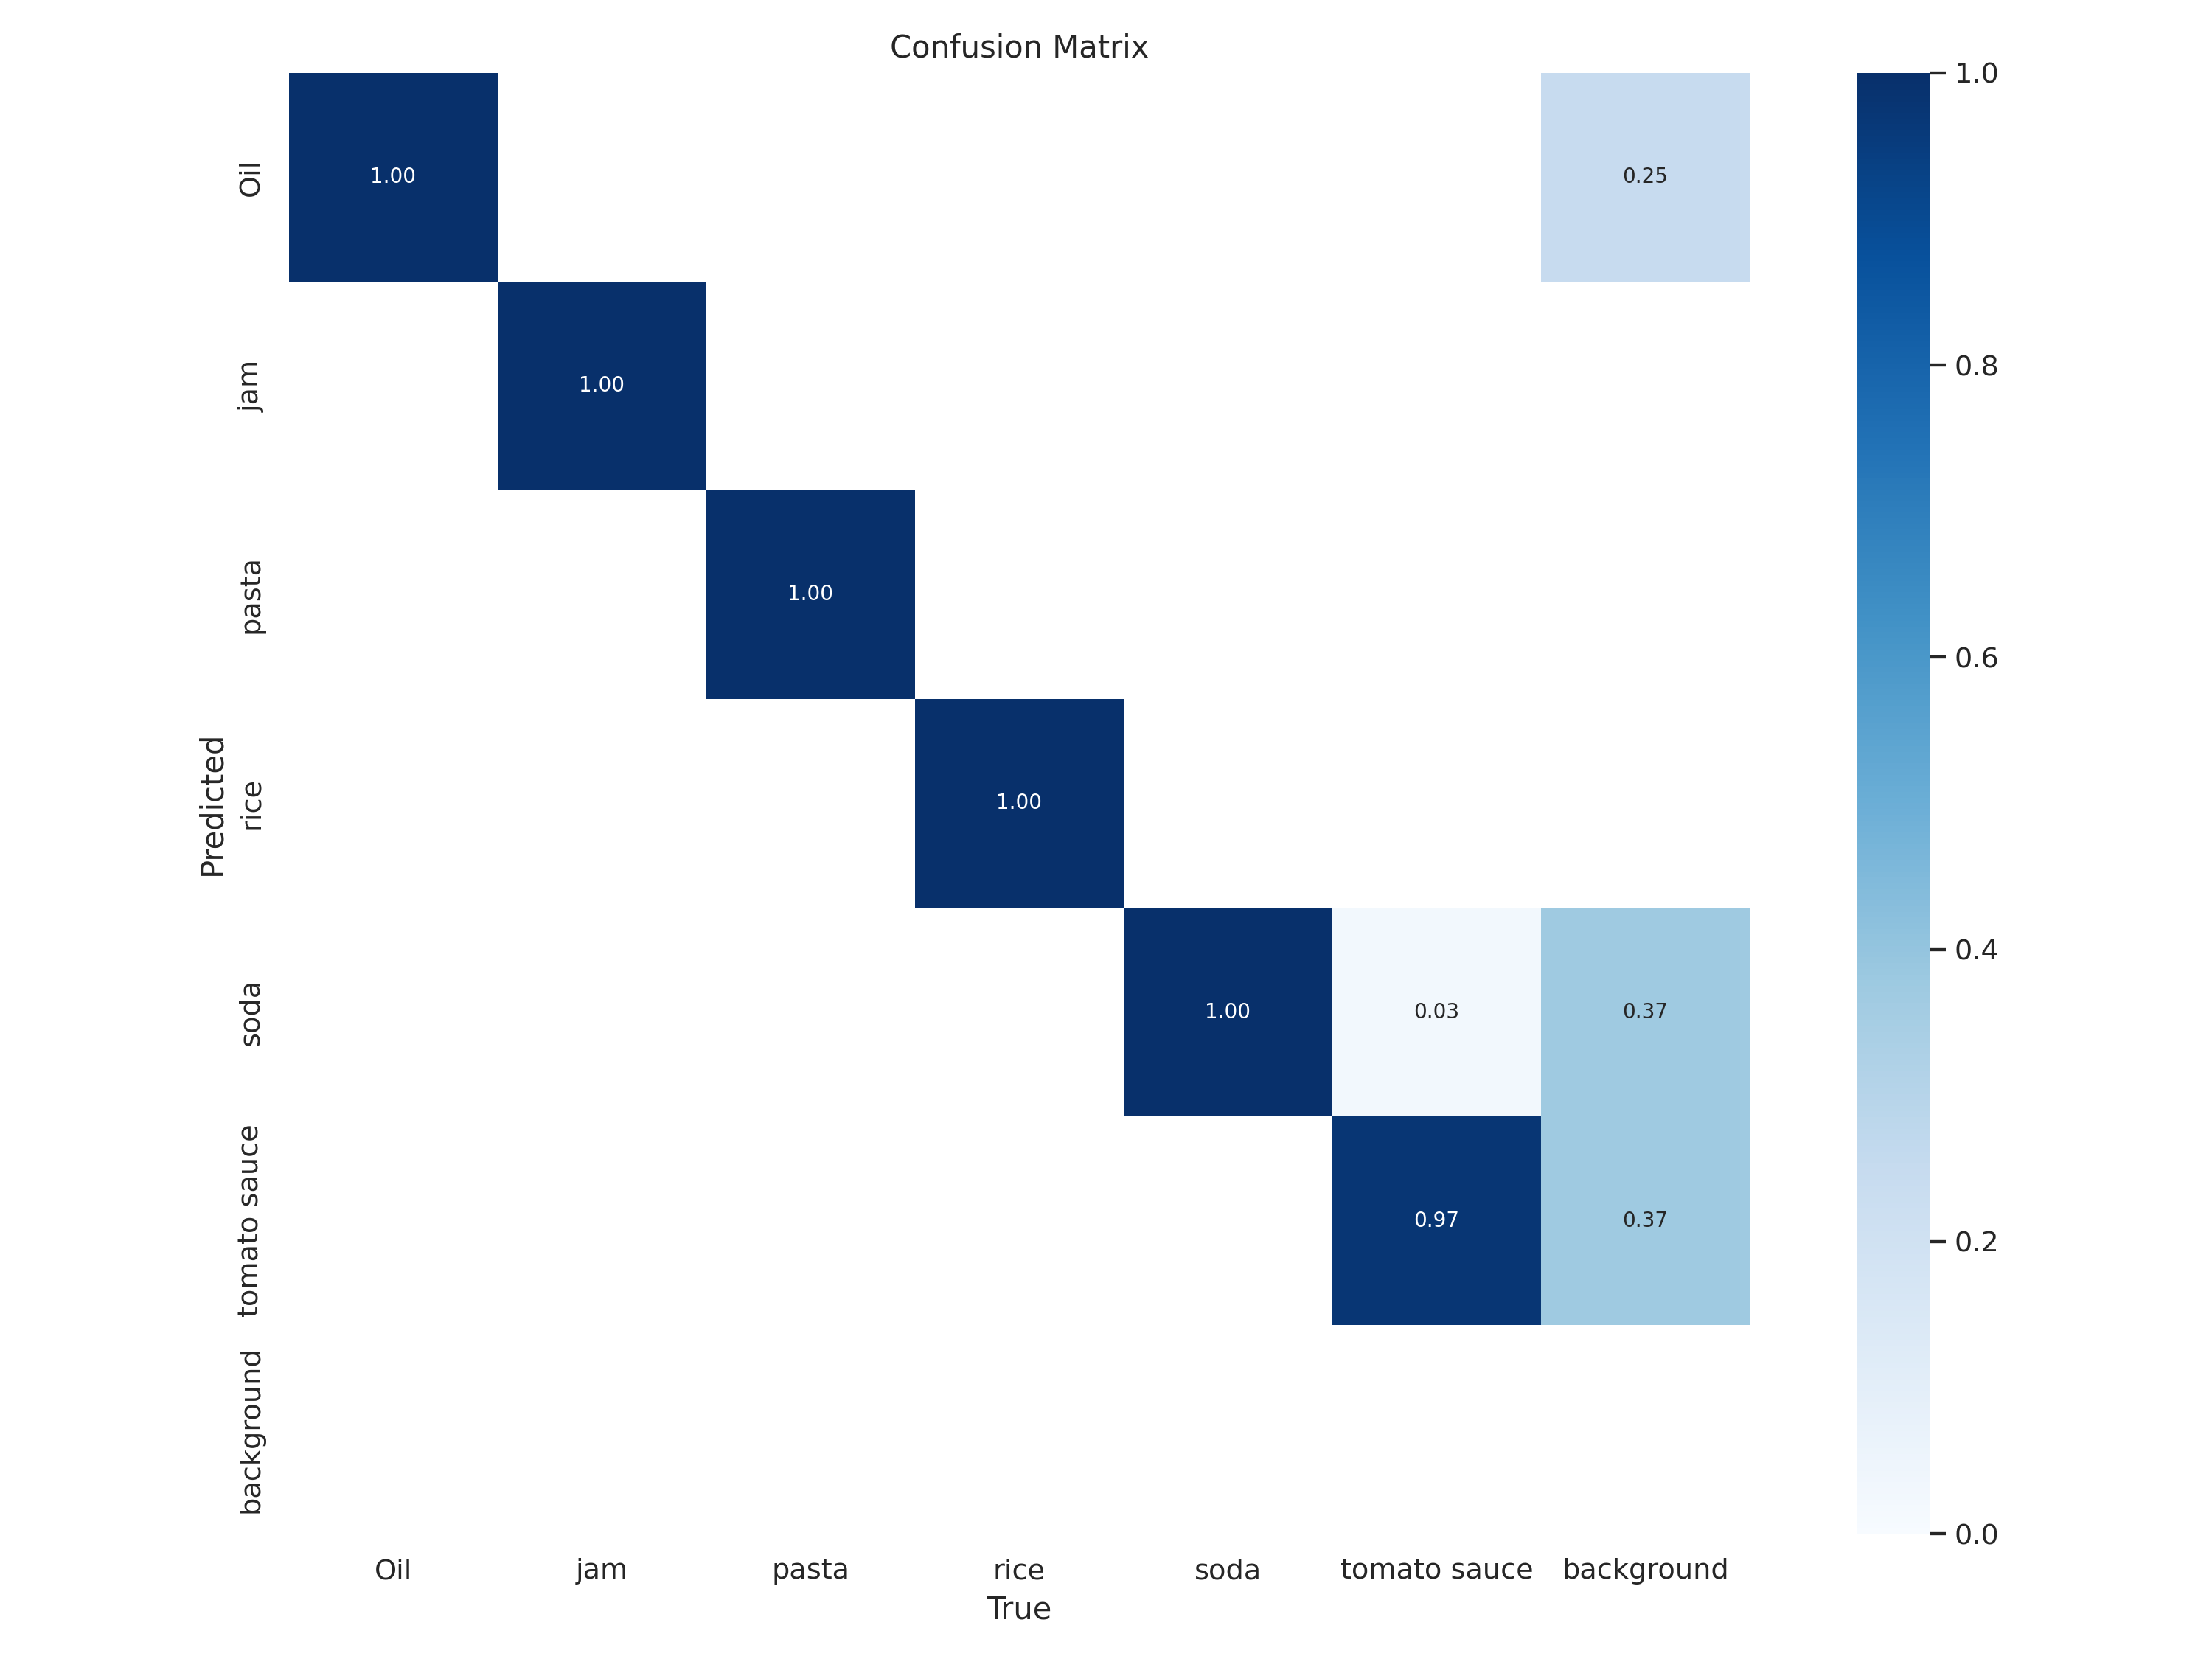 Confusion Matrix
Oil
1.00
0.25
jam
1.00
pasta
1.00
rice
1.00
soda
1.00 0.03 0.37
tomato sauce
0.97 0.37
background
Predicted
Oil jam pasta rice soda tomato sauce background
True
1.0
0.8
0.6
0.4
0.2
0.0